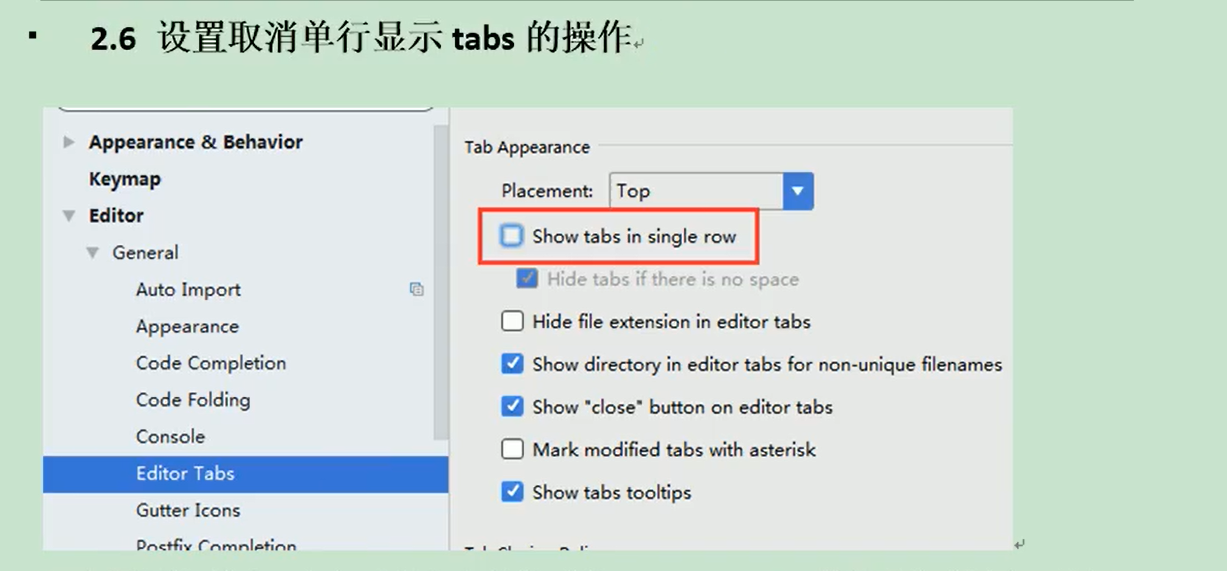 ▪ 2.6 设置取消单行显示 tabs 的操作
Appearance & Behavior
Keymap
Editor
General
Auto Import
Appearance
Code Completion
Code Folding
Console
Editor Tabs
Gutter Icons
Postfix Completion
Tab Appearance
Placement: Top
Show tabs in single row
Hide tabs if there is no space
Hide file extension in editor tabs
Show directory in editor tabs for non-unique filenames
Show "close" button on editor tabs
Mark modified tabs with asterisk
Show tabs tooltips